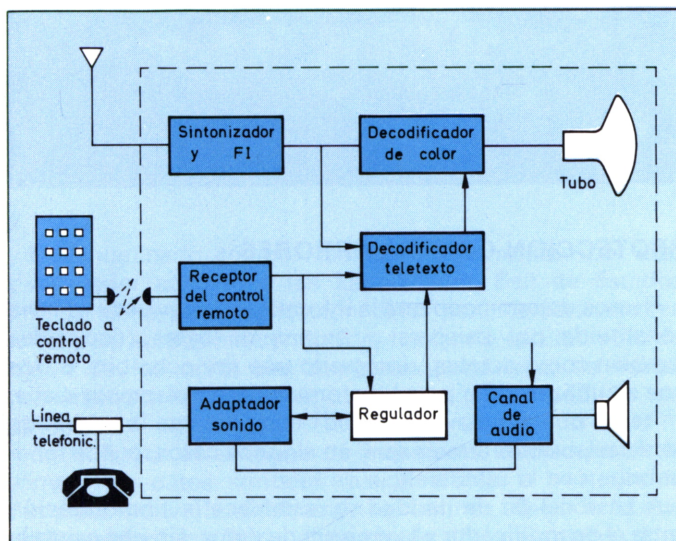 Sintonizador
y FI
Decodificador
de color
Tubo
Decodificador
teletexto
Receptor
del control
remoto
Teclado a
control
remoto
Adaptador
sonido
Regulador
Canal
de
audio
Línea
telefonic.